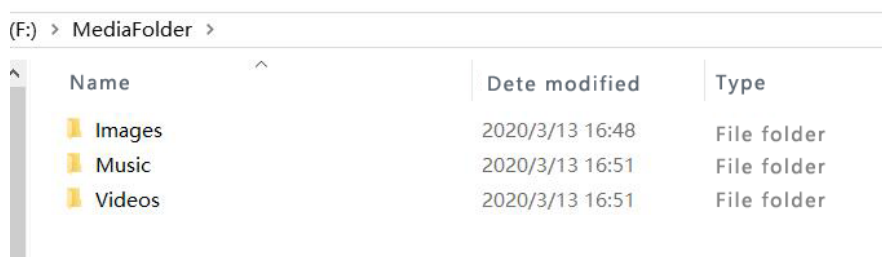 (F:) > MediaFolder >
Name Dete modified Type
Images 2020/3/13 16:48 File folder
Music 2020/3/13 16:51 File folder
Videos 2020/3/13 16:51 File folder